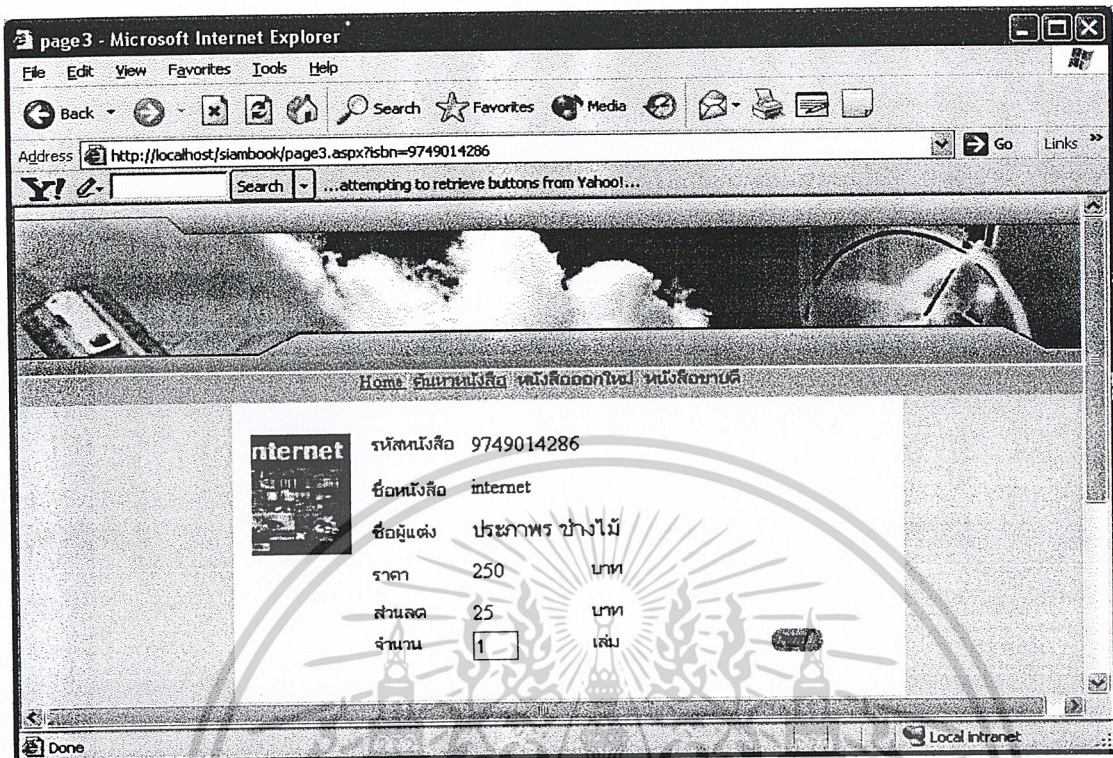 page3 - Microsoft Internet Explorer
File Edit View Favorites Tools Help
Back Search Favorites Media
Address http://localhost/siambook/page3.aspx?isbn=9749014286 Go Links »
Y! Search ...attempting to retrieve buttons from Yahoo!...
Home ค้นหาหนังสือ หนังสือออกใหม่ หนังสือขายดี
nternet
รหัสหนังสือ 9749014286
ชื่อหนังสือ internet
ชื่อผู้แต่ง ประภาพร ช่างไม้
ราคา 250 บาท
ส่วนลด 25 บาท
จำนวน 1 เล่ม
Done Local intranet